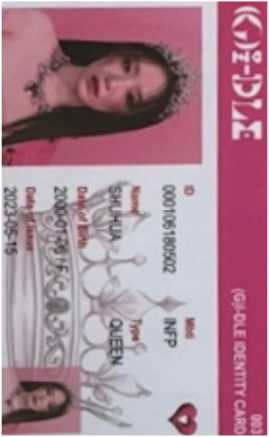 (G)I-DLE
(G)I-DLE IDENTITY CARD
003
ID
000106180502
Mbti
INFP
Name
SHUHUA
Type
QUEEN
Date of Birth
2000-01-06 / F
Date of Issue
2023-05-15